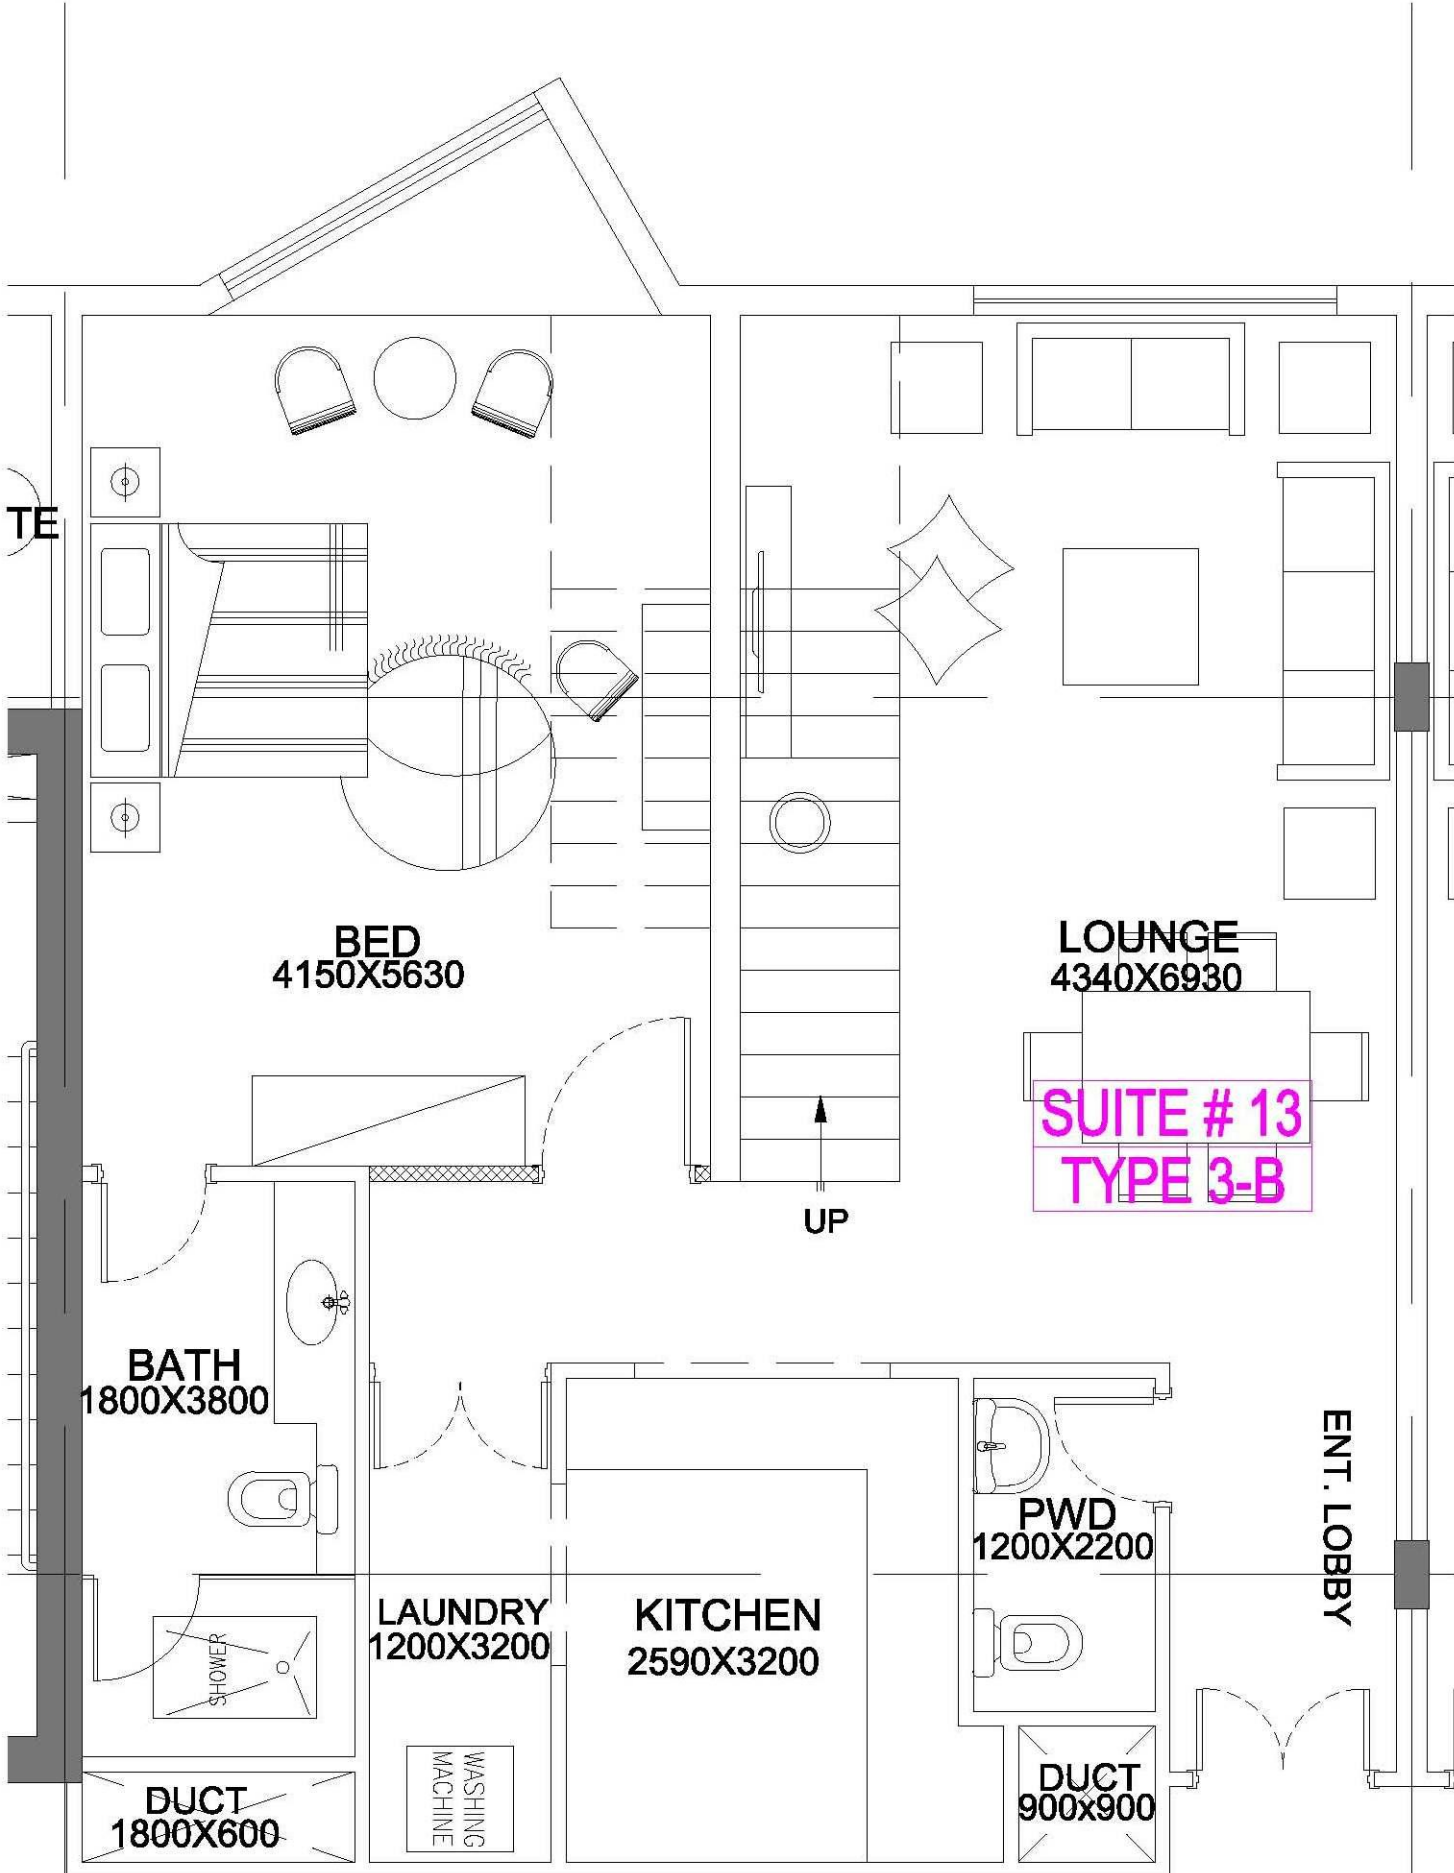 TE
BED
4150X5630
LOUNGE
4340X6930
SUITE # 13
TYPE 3-B
UP
BATH
1800X3800
ENT. LOBBY
PWD
1200X2200
LAUNDRY
1200X3200
KITCHEN
2590X3200
SHOWER
WASHING
MACHINE
DUCT
1800X600
DUCT
900x900